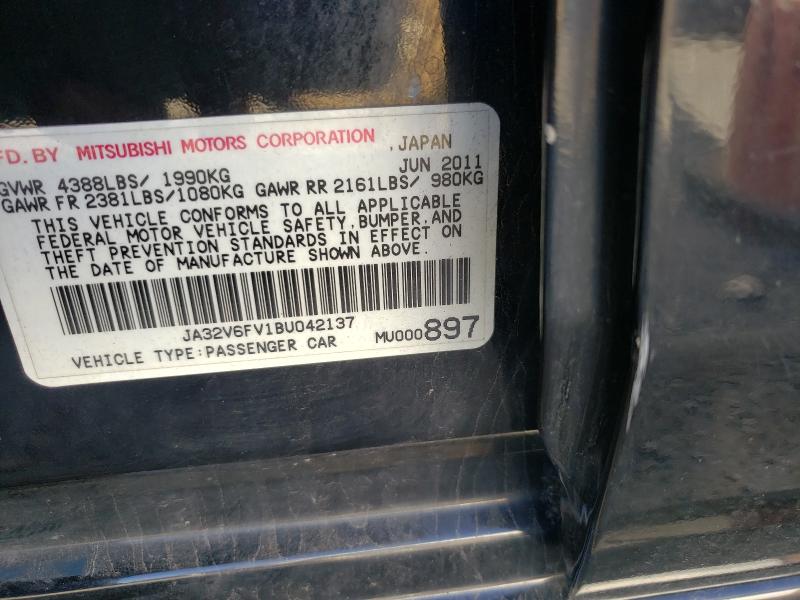 FD. BY MITSUBISHI MOTORS CORPORATION , JAPAN
JUN 2011
GVWR 4388LBS/ 1990KG
GAWR FR 2381LBS/1080KG GAWR RR 2161LBS/ 980KG
THIS VEHICLE CONFORMS TO ALL APPLICABLE
FEDERAL MOTOR VEHICLE SAFETY, BUMPER, AND
THEFT PREVENTION STANDARDS IN EFFECT ON
THE DATE OF MANUFACTURE SHOWN ABOVE.
JA32V6FV1BU042137
VEHICLE TYPE:PASSENGER CAR MU000897